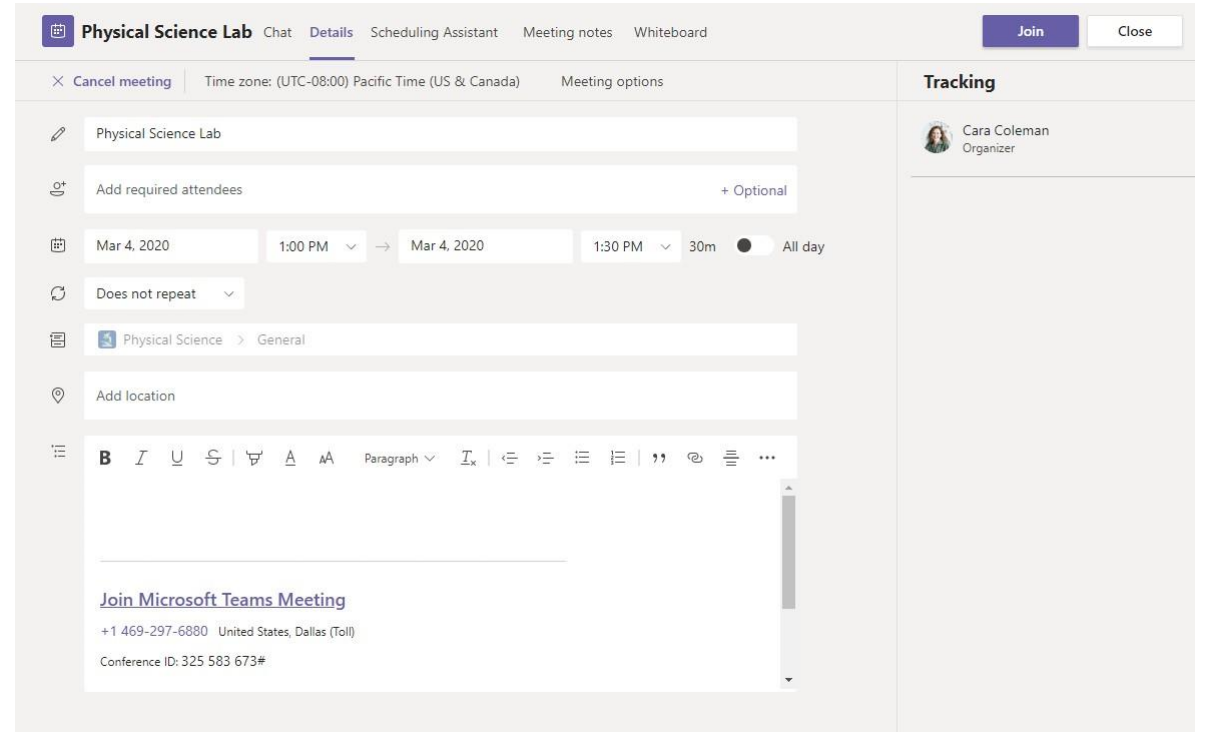 Physical Science Lab Chat Details Scheduling Assistant Meeting notes Whiteboard Join Close
Cancel meeting Time zone: (UTC-08:00) Pacific Time (US & Canada) Meeting options
Tracking
Physical Science Lab
Cara Coleman
Organizer
Add required attendees + Optional
Mar 4, 2020 1:00 PM → Mar 4, 2020 1:30 PM 30m All day
Does not repeat
Physical Science > General
Add location
B I U S A AA Paragraph Tx
Join Microsoft Teams Meeting
+1 469-297-6880 United States, Dallas (Toll)
Conference ID: 325 583 673#